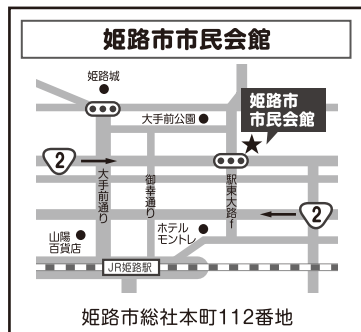 姫路市市民会館
姫路城
大手前公園
姫路市
市民会館
2
大手前通り
御幸通り
駅東大路f
2
山陽
百貨店
ホテル
モントレ
JR姫路駅
姫路市総社本町112番地